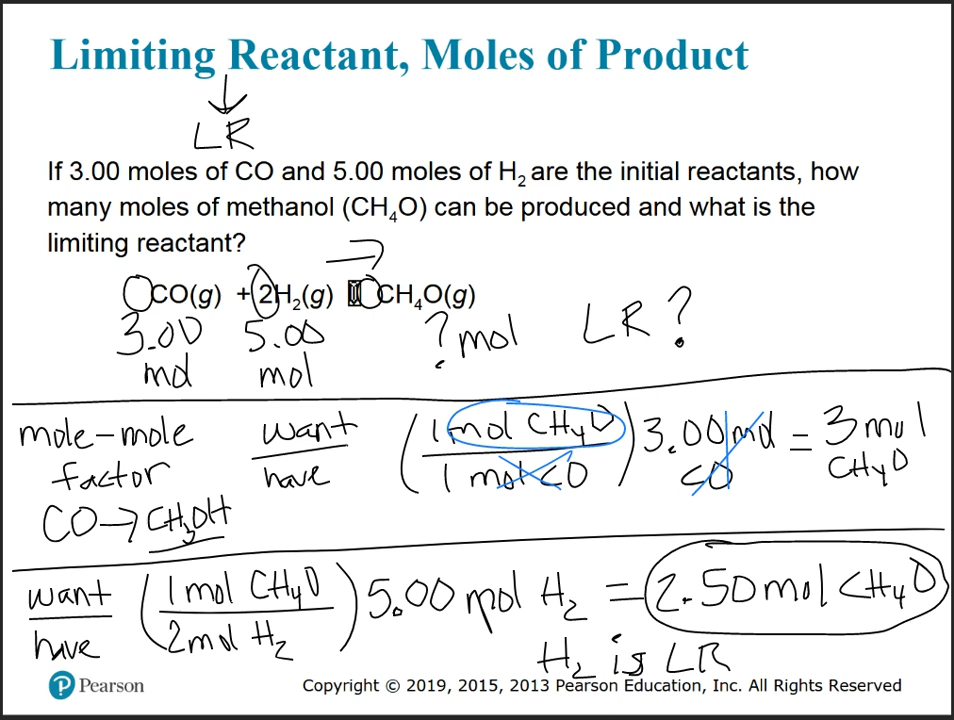 Limiting Reactant, Moles of Product
LR
If 3.00 moles of CO and 5.00 moles of H₂ are the initial reactants, how
many moles of methanol (CH₄O) can be produced and what is the
limiting reactant?
CO(g) + 2H₂(g) → CH₄O(g)
3.00 mol 5.00 mol ? mol LR ?
mole-mole factor want/have (1 mol CH₄O / 1 mol CO) 3.00 mol CO = 3 mol CH₄O
CO → CH₃OH
want/have (1 mol CH₄O / 2 mol H₂) 5.00 mol H₂ = 2.50 mol CH₄O
H₂ is LR
P Pearson
Copyright © 2019, 2015, 2013 Pearson Education, Inc. All Rights Reserved